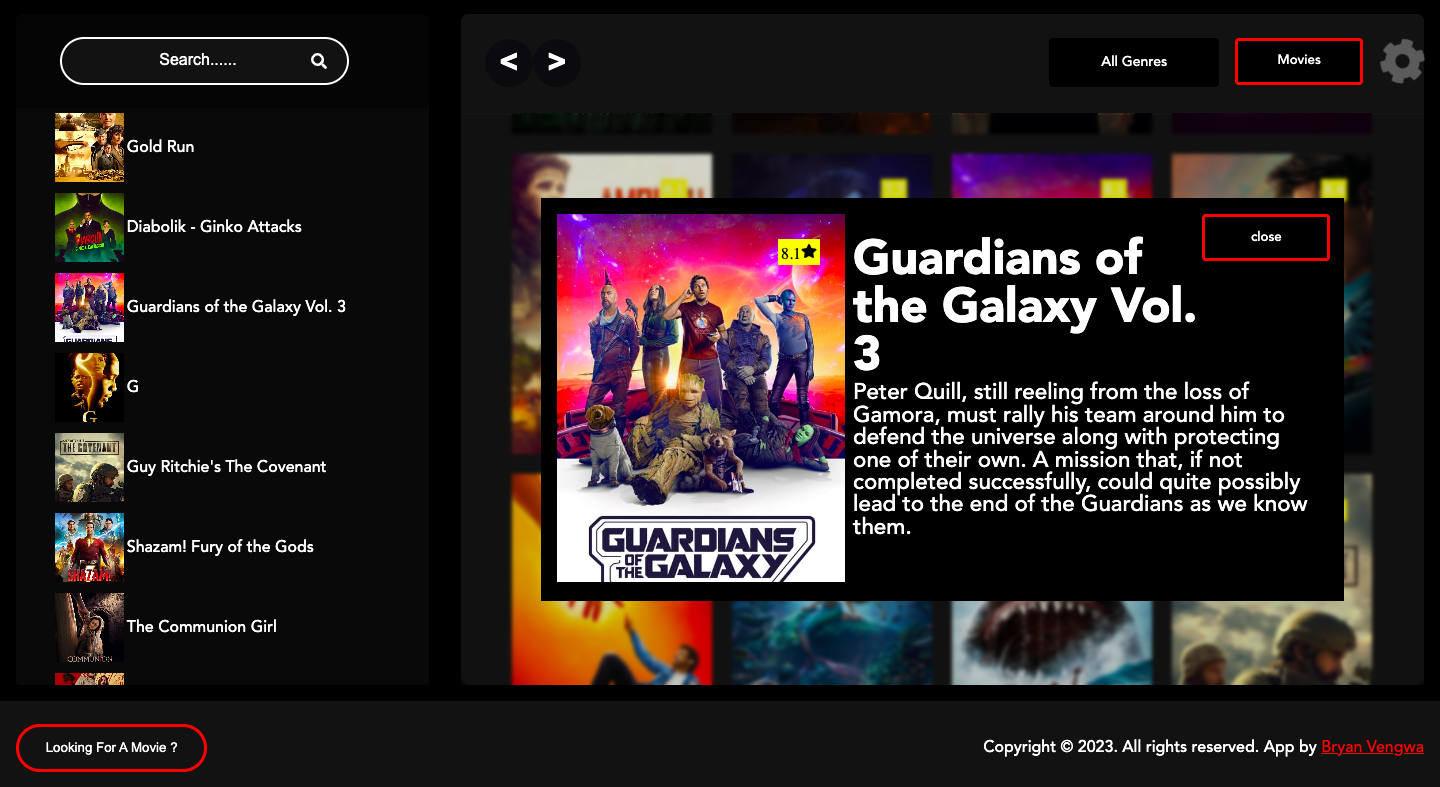 Search......
< >
All Genres
Movies
Gold Run
Diabolik - Ginko Attacks
Guardians of the Galaxy Vol. 3
G
Guy Ritchie's The Covenant
Shazam! Fury of the Gods
The Communion Girl
8.1
GUARDIANS
OF
THE GALAXY
close
Guardians of
the Galaxy Vol.
3
Peter Quill, still reeling from the loss of
Gamora, must rally his team around him to
defend the universe along with protecting
one of their own. A mission that, if not
completed successfully, could quite possibly
lead to the end of the Guardians as we know
them.
Looking For A Movie ?
Copyright © 2023. All rights reserved. App by Bryan Vengwa